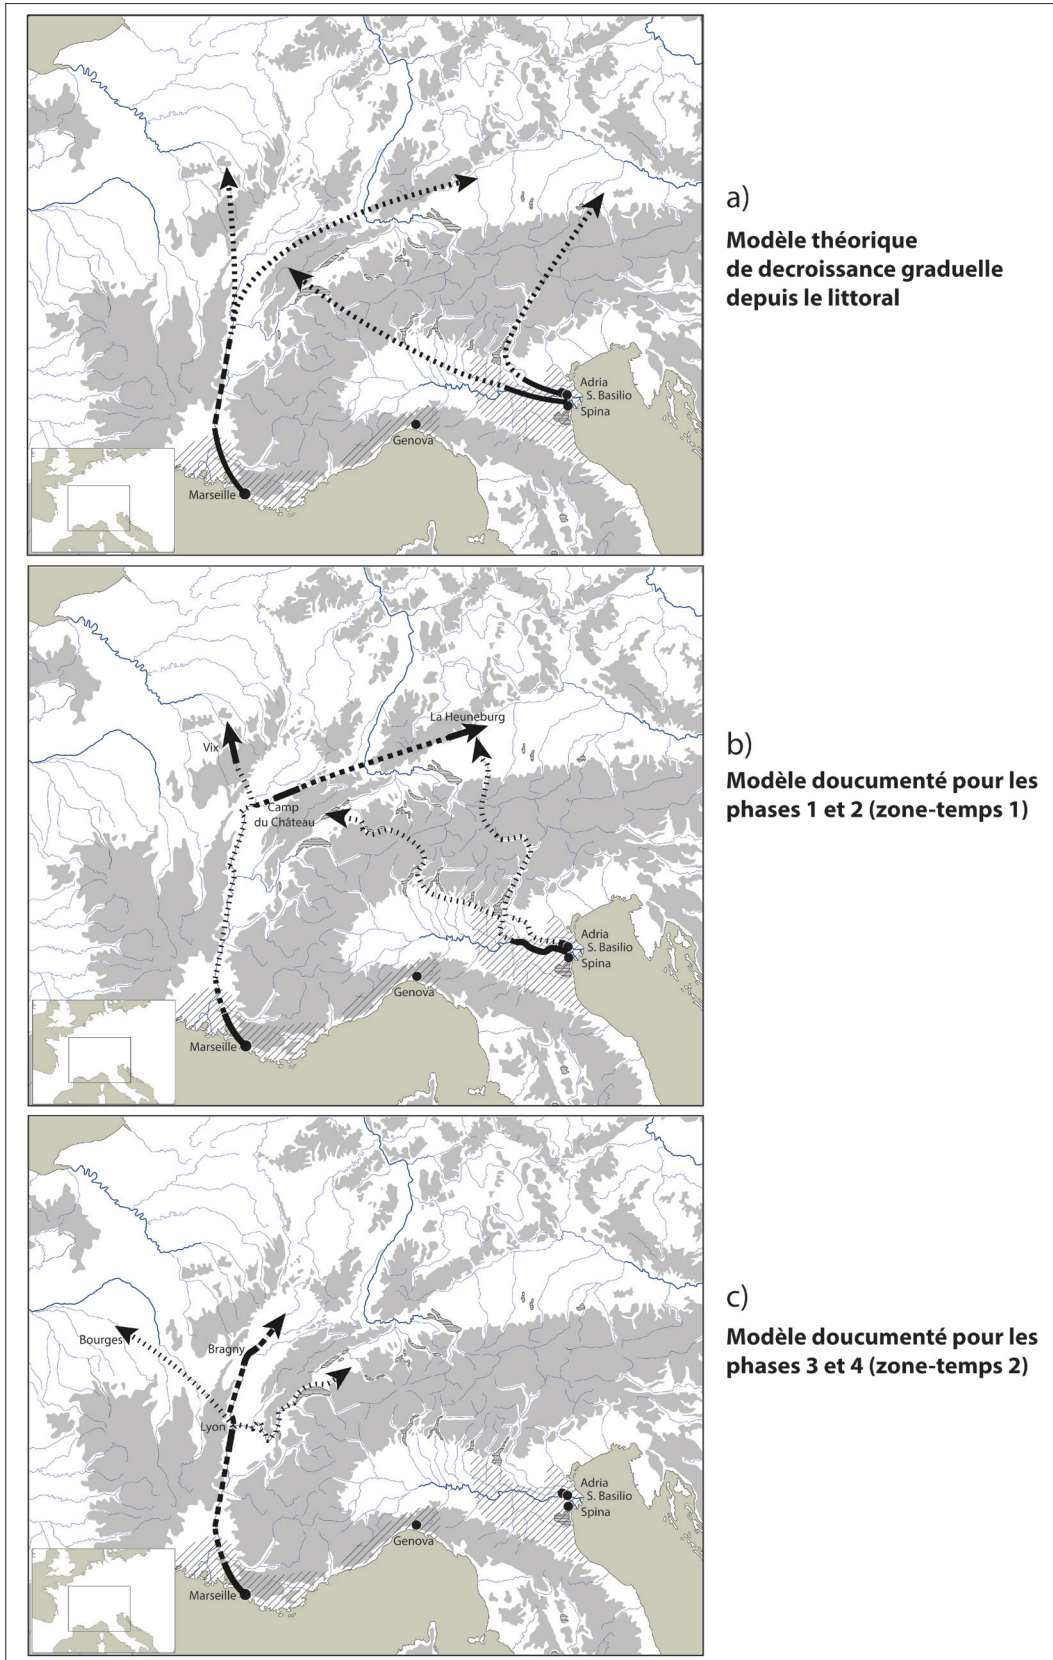 a)
Modèle théorique
de decroissance graduelle
depuis le littoral
Adria
S. Basilio
Spina
Genova
Marseille
b)
Modèle doucumenté pour les
phases 1 et 2 (zone-temps 1)
La Heuneburg
Vix
Camp
du Château
Adria
S. Basilio
Spina
Genova
Marseille
c)
Modèle doucumenté pour les
phases 3 et 4 (zone-temps 2)
Bourges
Bragny
Lyon
Adria
S. Basilio
Spina
Genova
Marseille